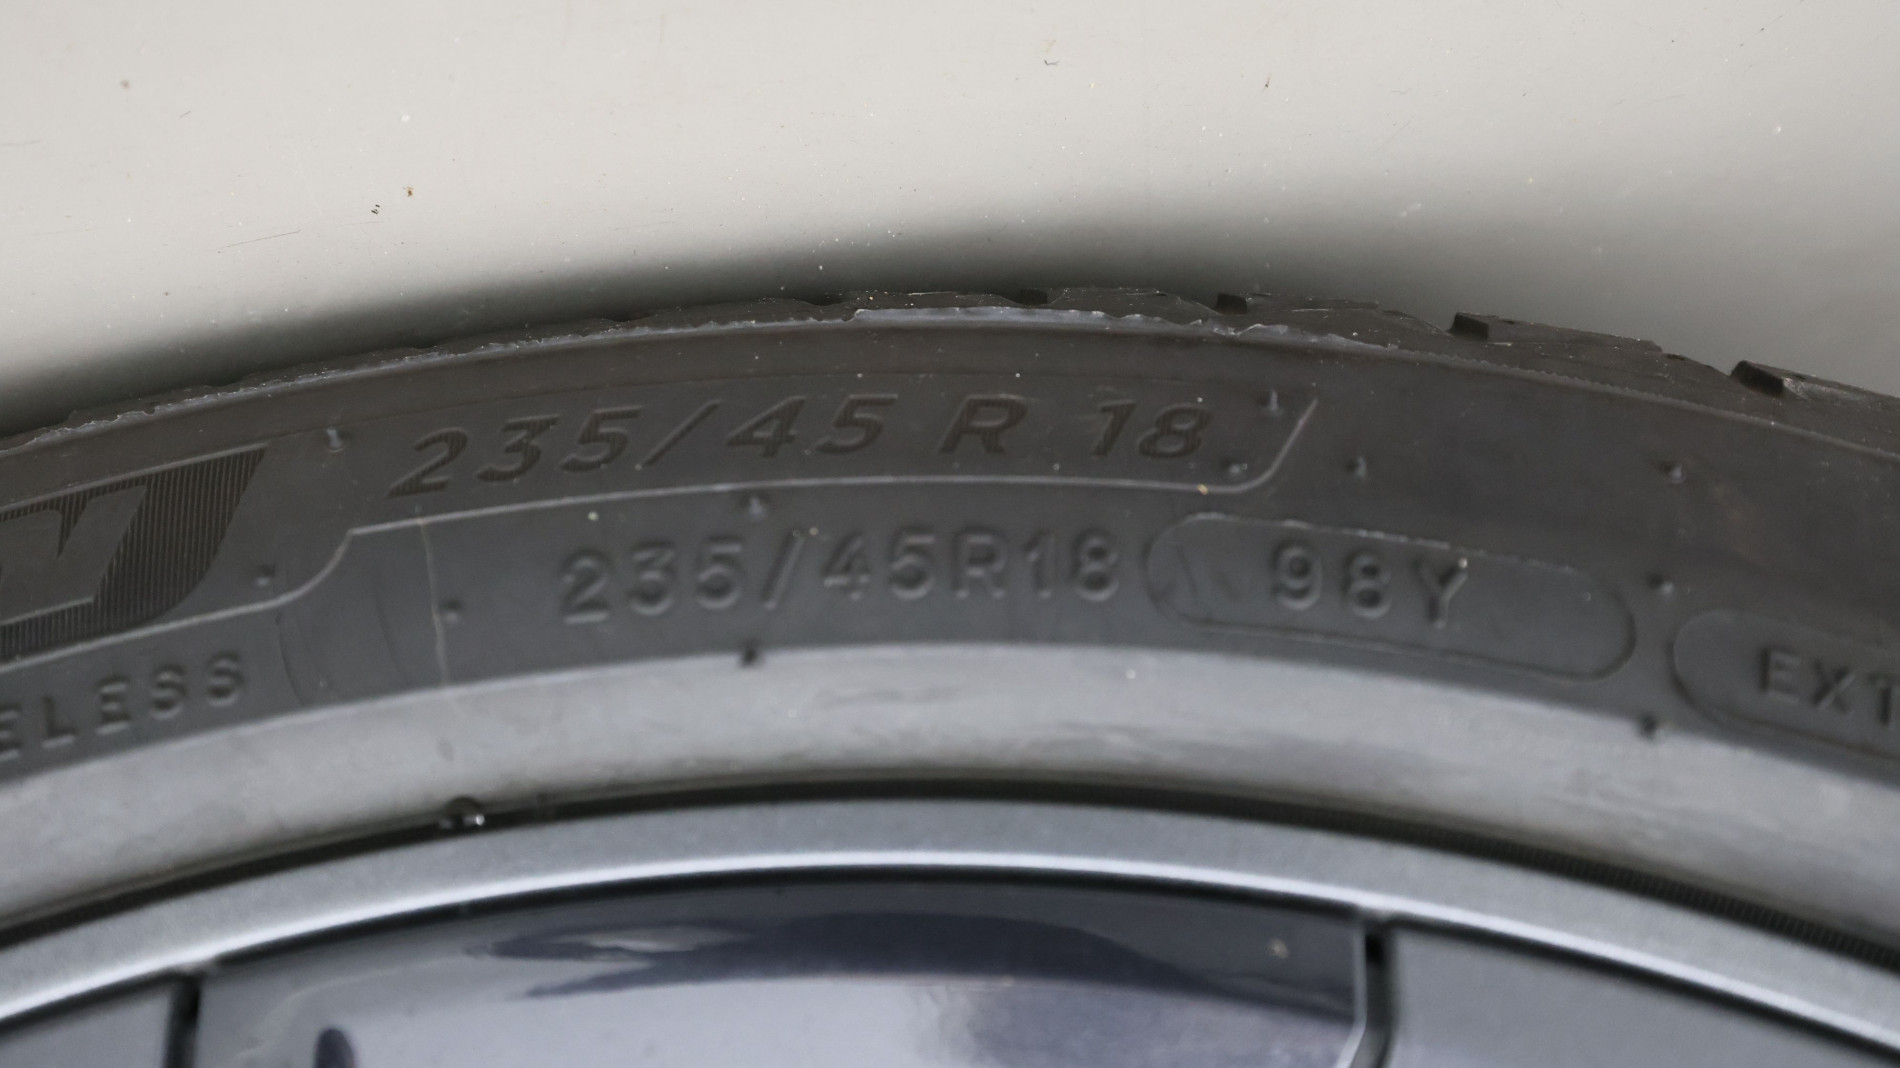 235/45 R 18
235/45R18 98Y
ELESS
EXT